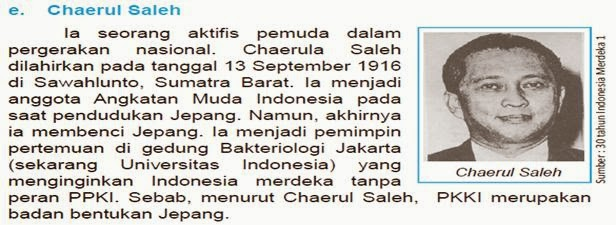 e. Chaerul Saleh
Ia seorang aktifis pemuda dalam
pergerakan nasional. Chaerula Saleh
dilahirkan pada tanggal 13 September 1916
di Sawahlunto, Sumatra Barat. Ia menjadi
anggota Angkatan Muda Indonesia pada
saat pendudukan Jepang. Namun, akhirnya
ia membenci Jepang. Ia menjadi pemimpin
pertemuan di gedung Bakteriologi Jakarta
(sekarang Universitas Indonesia) yang
menginginkan Indonesia merdeka tanpa
peran PPKI. Sebab, menurut Chaerul Saleh, PKKI merupakan
badan bentukan Jepang.
Chaerul Saleh
Sumber : 30 tahun Indonesia Merdeka 1